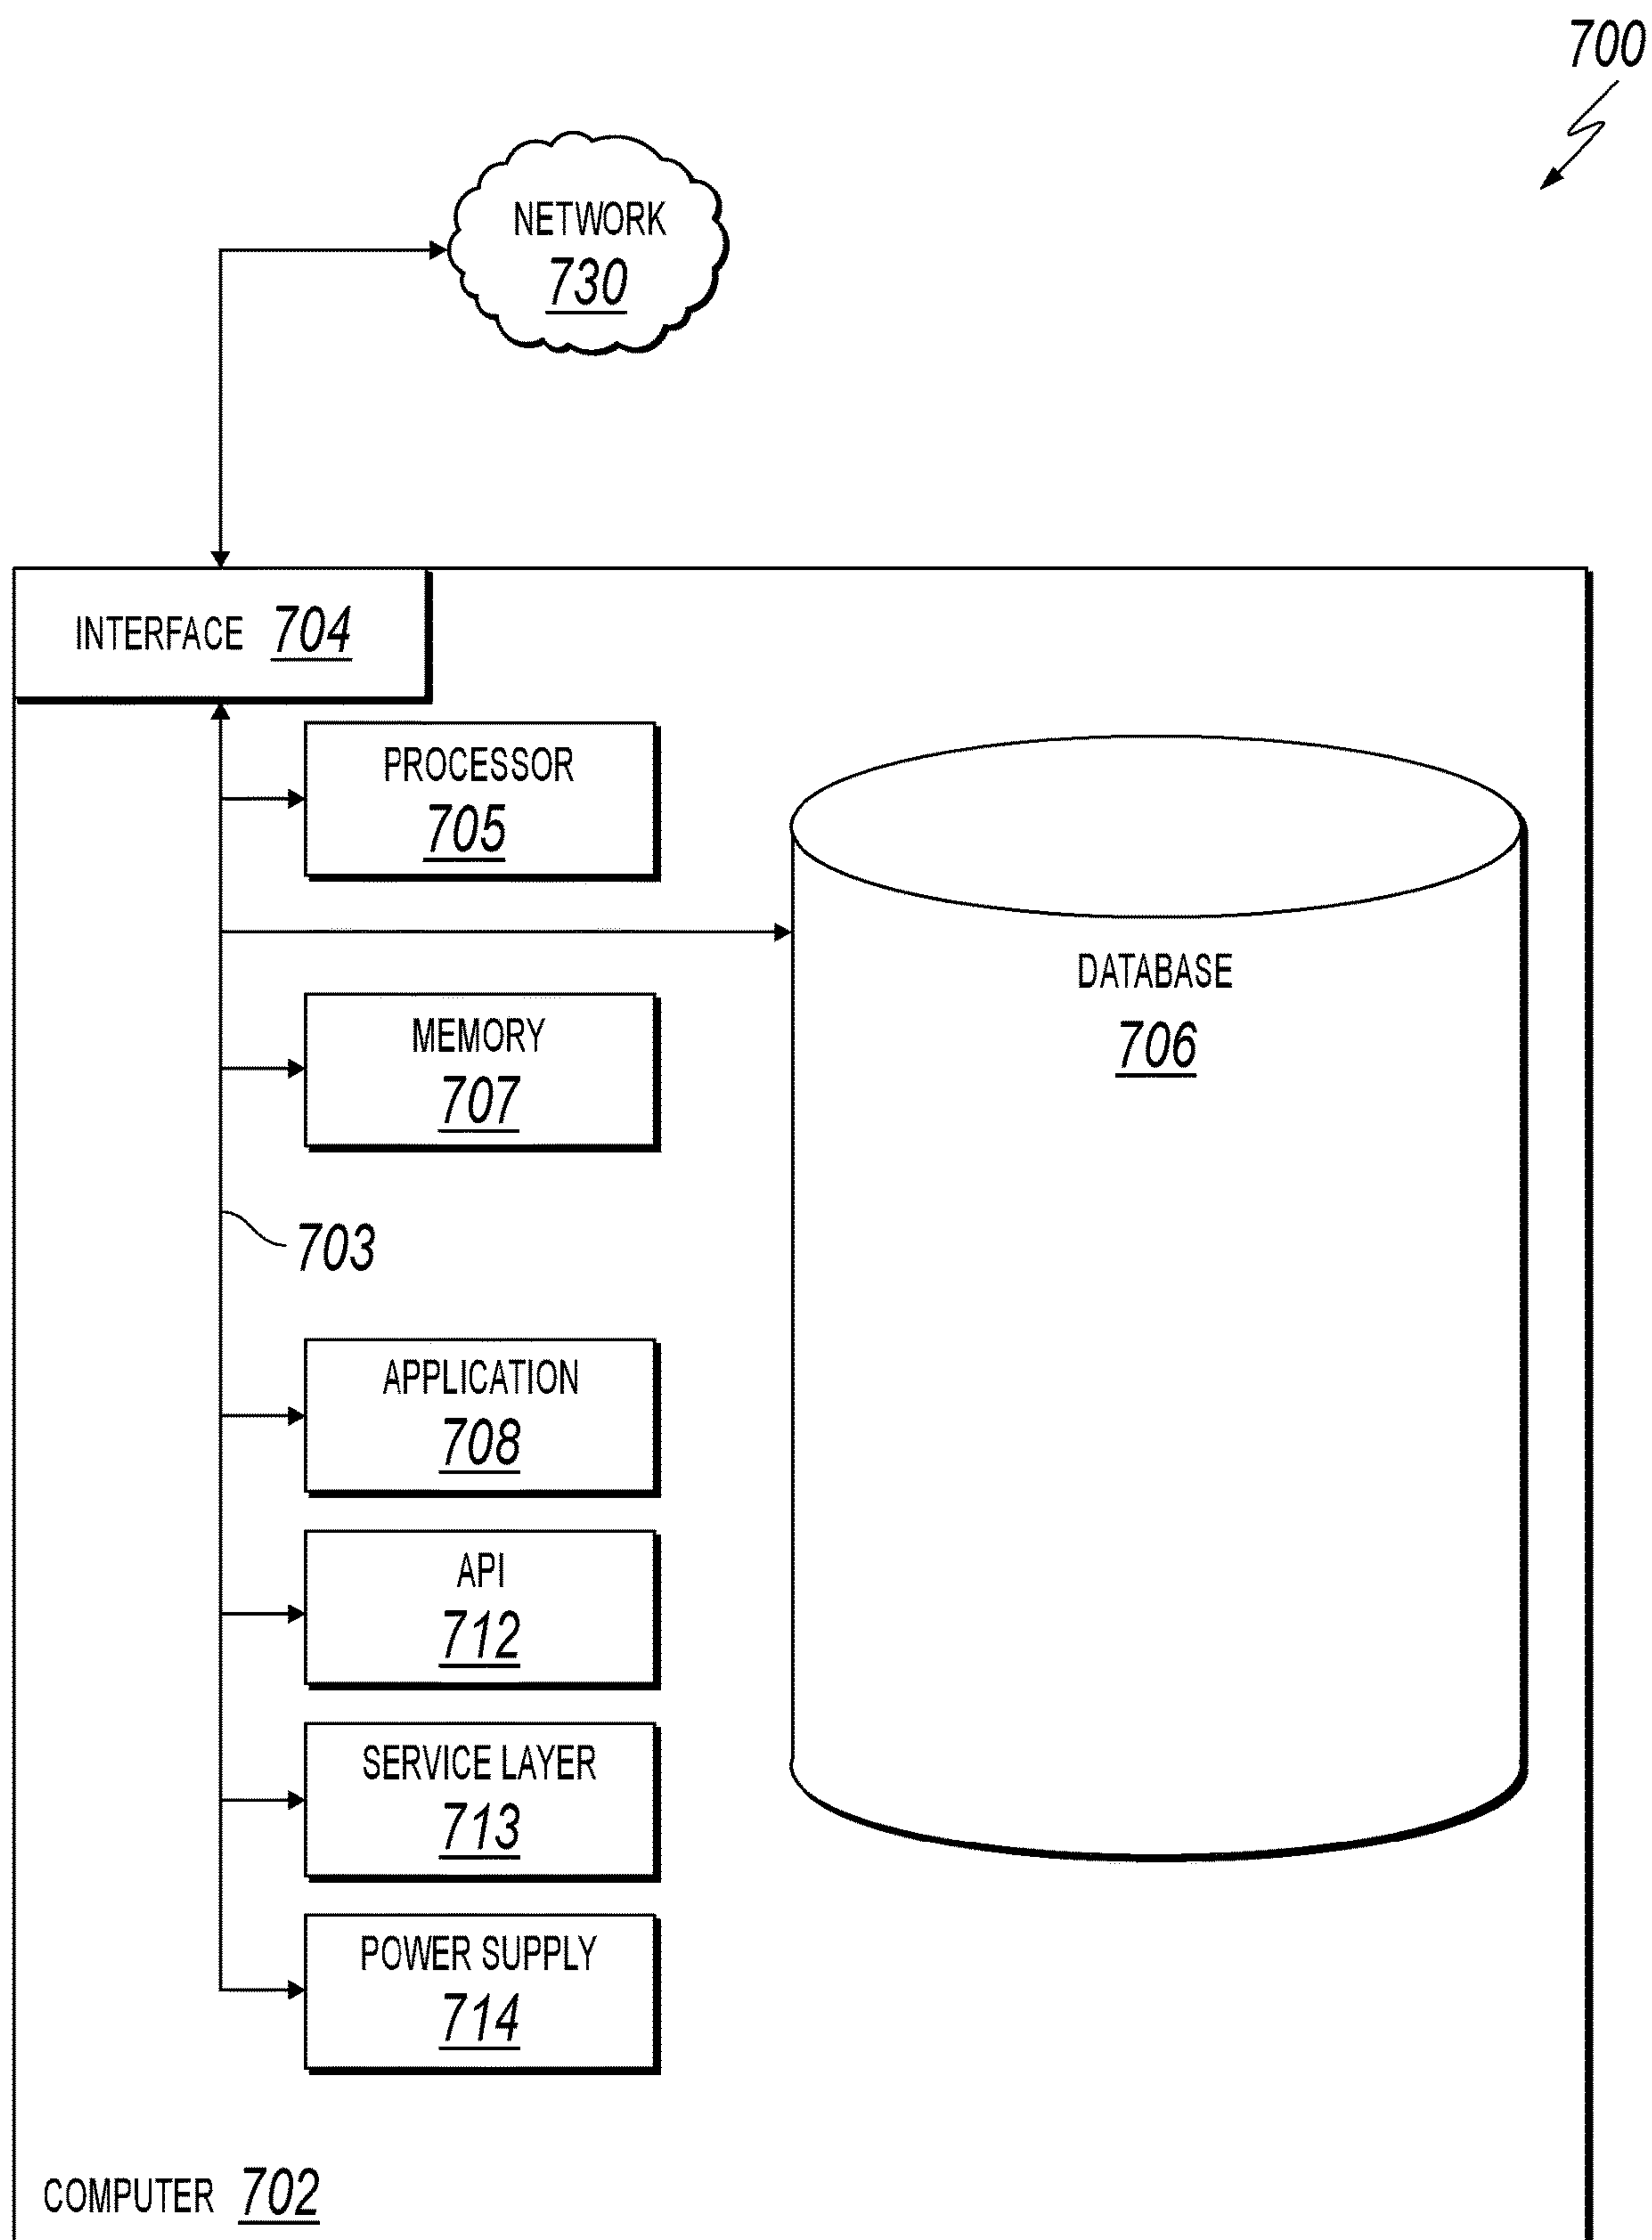 700
NETWORK
730
INTERFACE 704
PROCESSOR
705
DATABASE
706
MEMORY
707
703
APPLICATION
708
API
712
SERVICE LAYER
713
POWER SUPPLY
714
COMPUTER 702